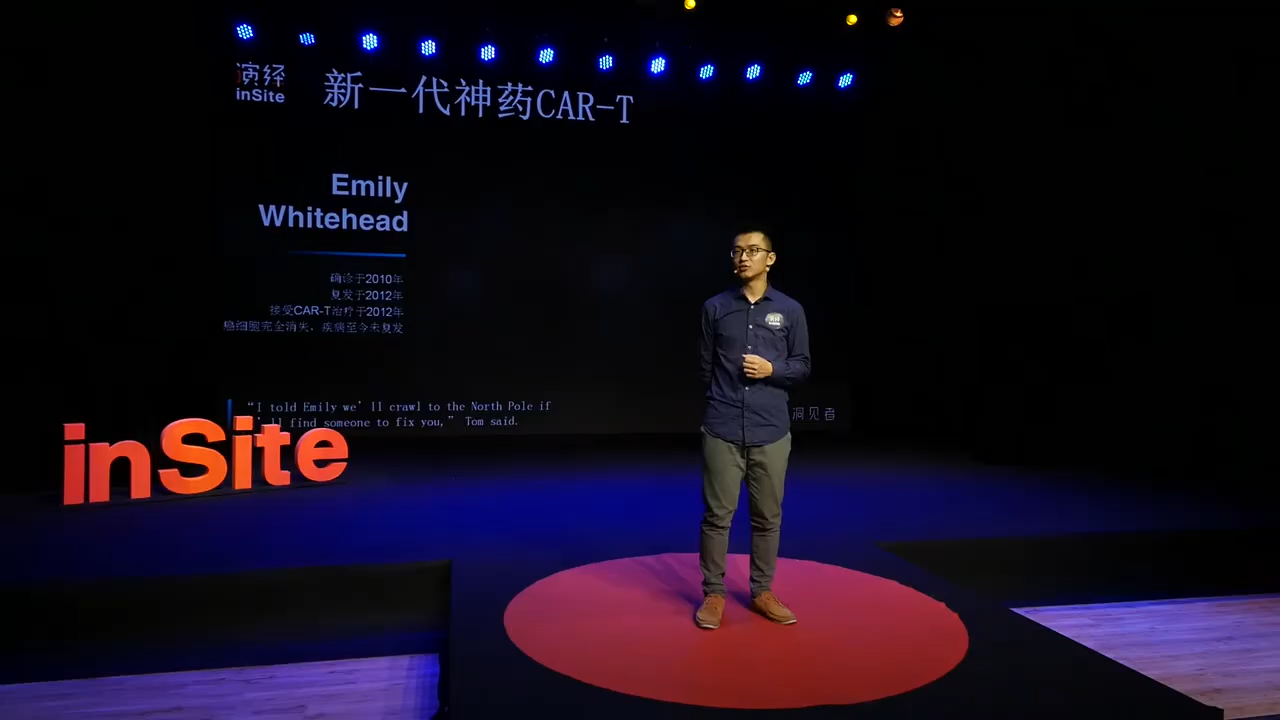 演经
inSite
新一代神药CAR-T
Emily
Whitehead
确诊于2010年
复发于2012年
接受CAR-T治疗于2012年
癌细胞完全消失、疾病至今未复发
“I told Emily we'll crawl to the North Pole if
'll find someone to fix you,” Tom said.
洞见者
inSite